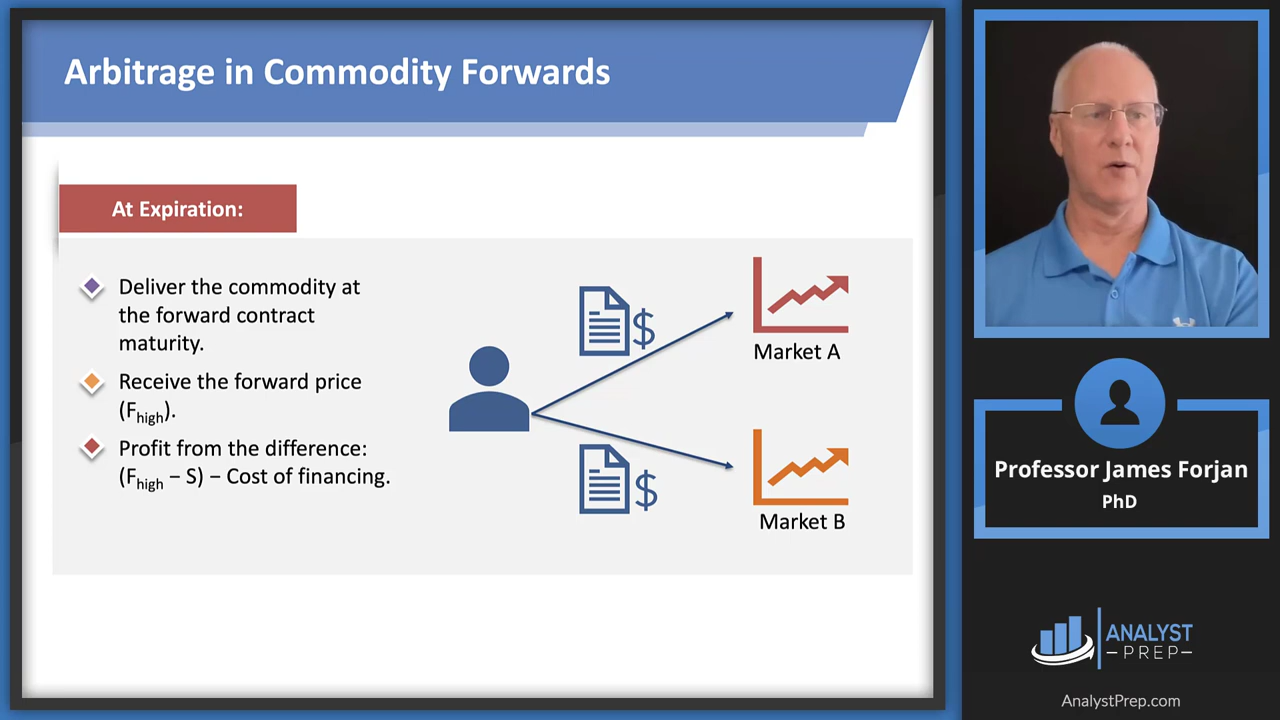 Arbitrage in Commodity Forwards
At Expiration:
Deliver the commodity at
the forward contract
maturity.
Receive the forward price
(Fhigh).
Profit from the difference:
(Fhigh − S) − Cost of financing.
$
Market A
$
Market B
Professor James Forjan
PhD
ANALYST
PREP
AnalystPrep.com